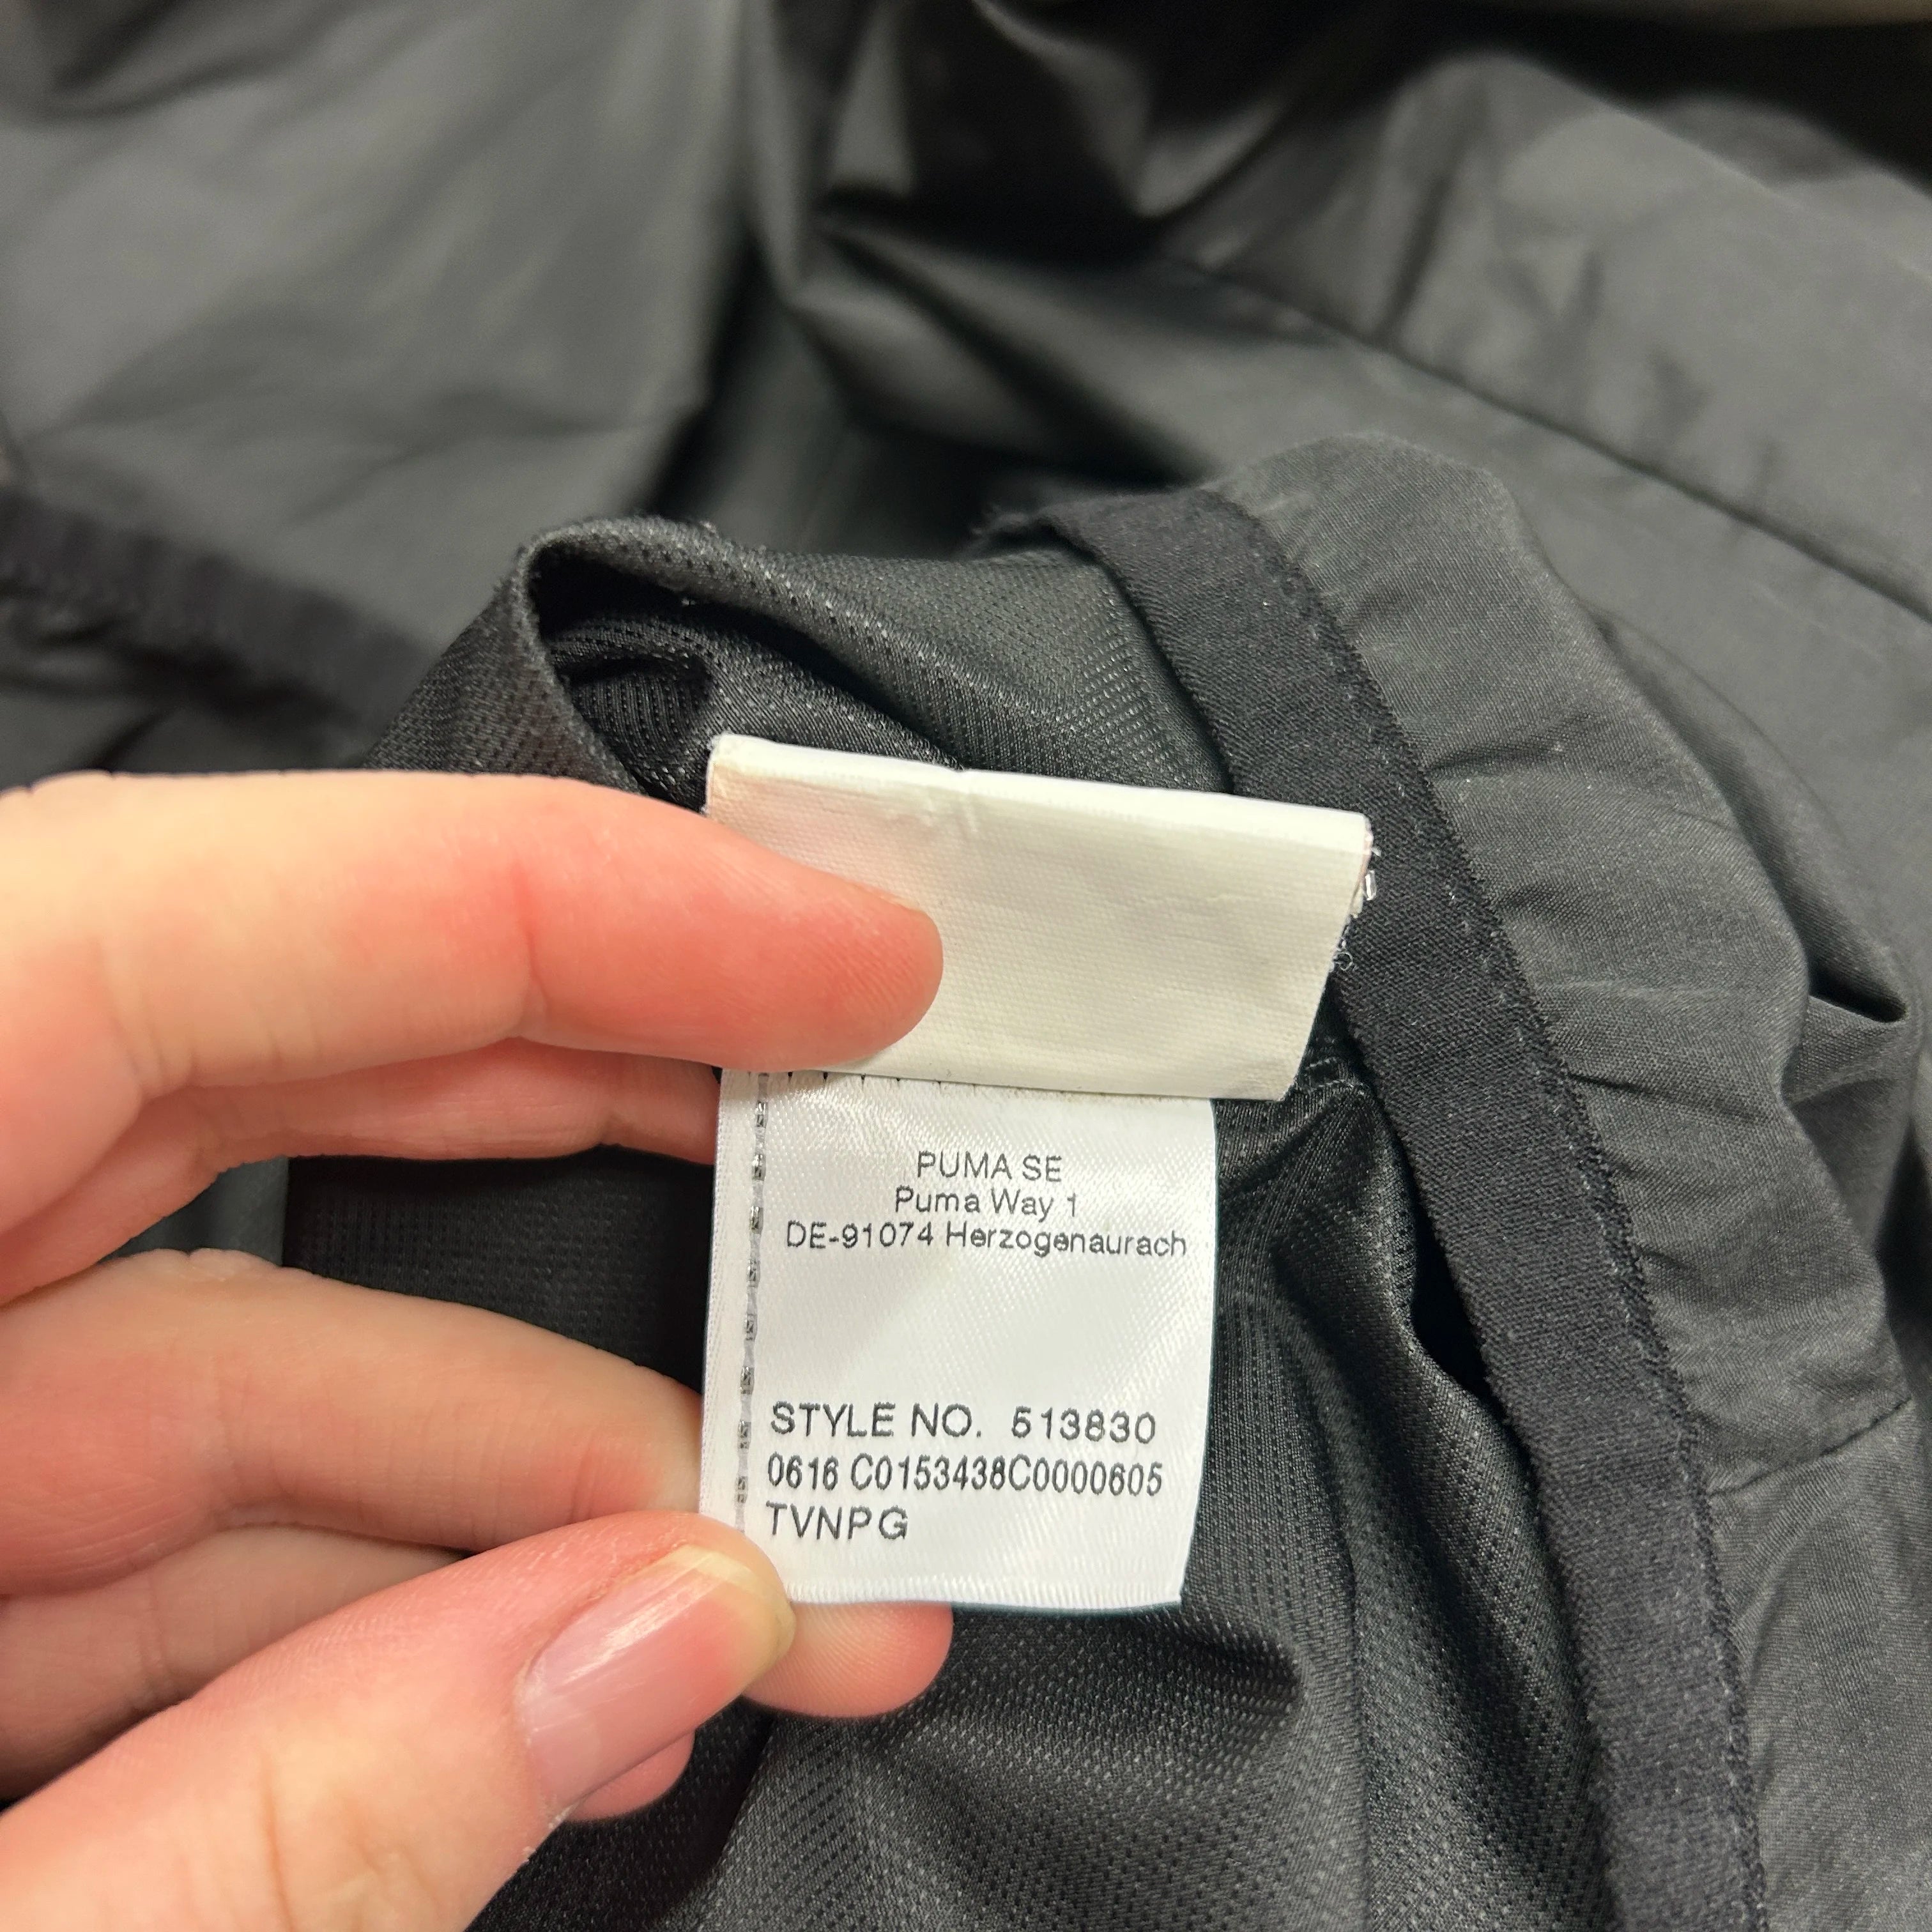 PUMA SE
Puma Way 1
DE-91074 Herzogenaurach
STYLE NO. 513830
0616 C0153438C0000605
TVNPG